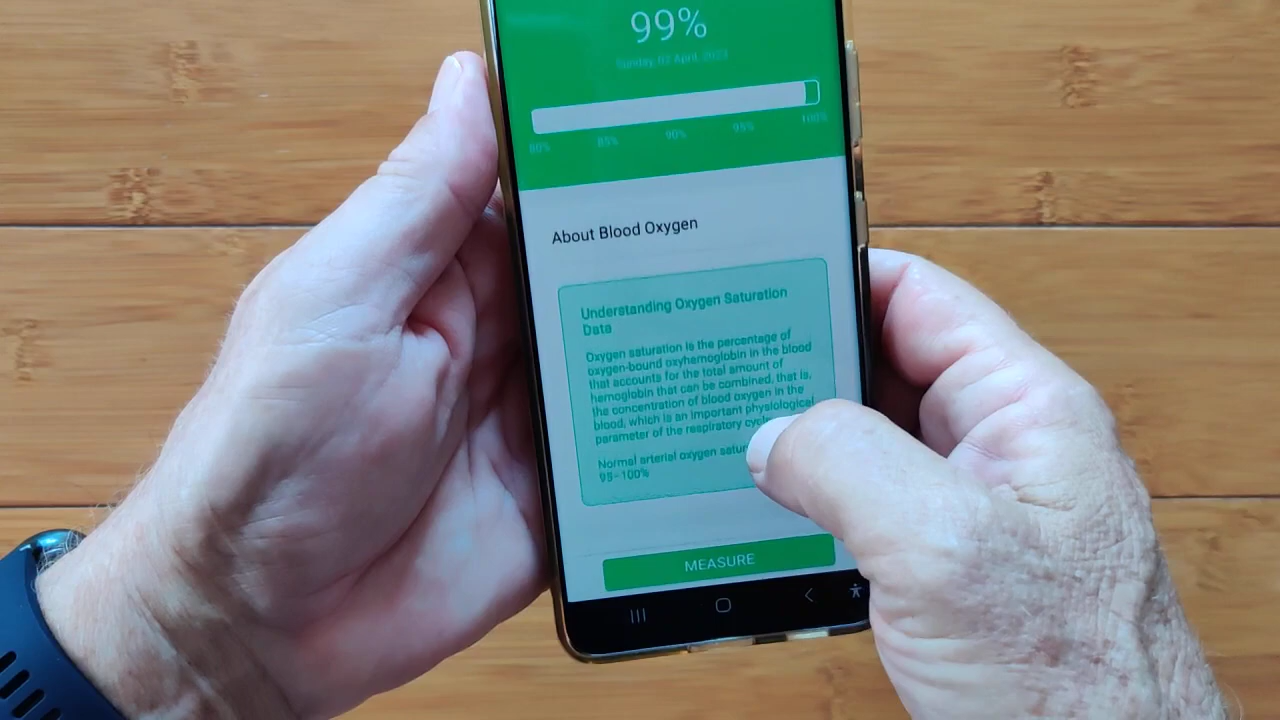 99%
Sunday, 02 April, 2023
80% 85% 90% 95% 100%
About Blood Oxygen
Understanding Oxygen Saturation
Data
Oxygen saturation is the percentage of
oxygen-bound oxyhemoglobin in the blood
that accounts for the total amount of
hemoglobin that can be combined, that is,
the concentration of blood oxygen in the
blood, which is an important physiological
parameter of the respiratory
Normal arterial oxygen
95-100%
MEASURE